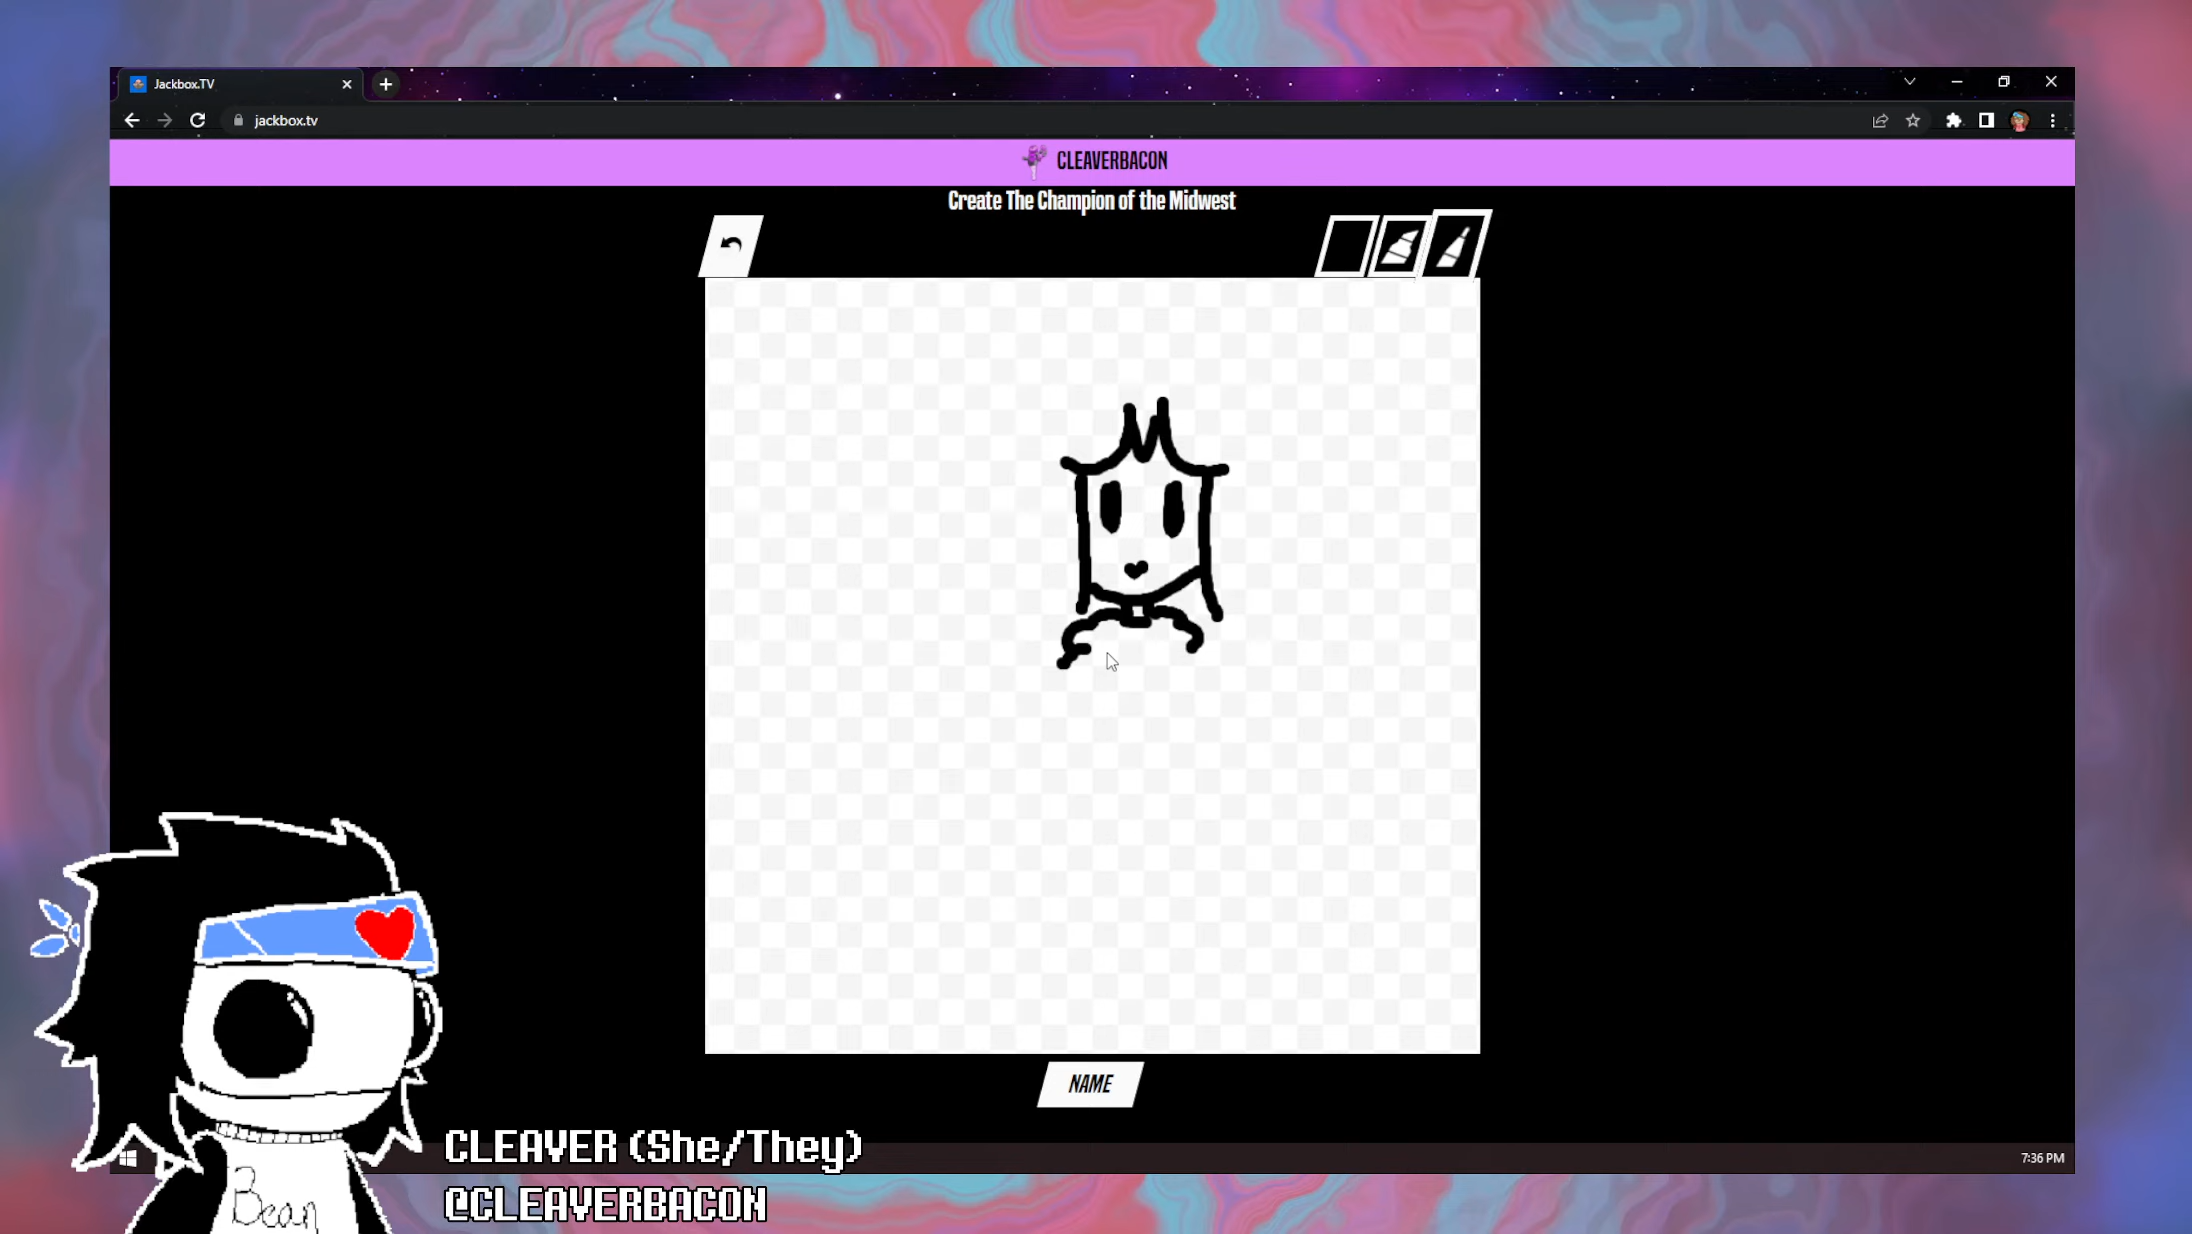 Jackbox.TV
jackbox.tv
CLEAVERBACON
Create The Champion of the Midwest
NAME
7:36 PM
Bean
CLEAVER (She/They)
@CLEAVERBACON